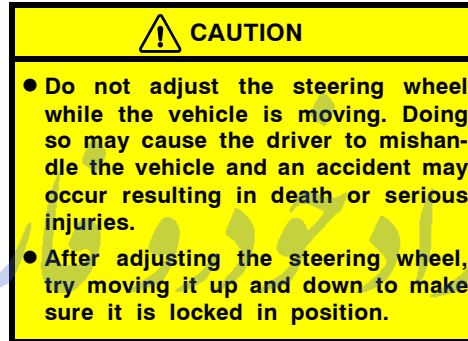 CAUTION
● Do not adjust the steering wheel
while the vehicle is moving. Doing
so may cause the driver to mishan-
dle the vehicle and an accident may
occur resulting in death or serious
injuries.
● After adjusting the steering wheel,
try moving it up and down to make
sure it is locked in position.